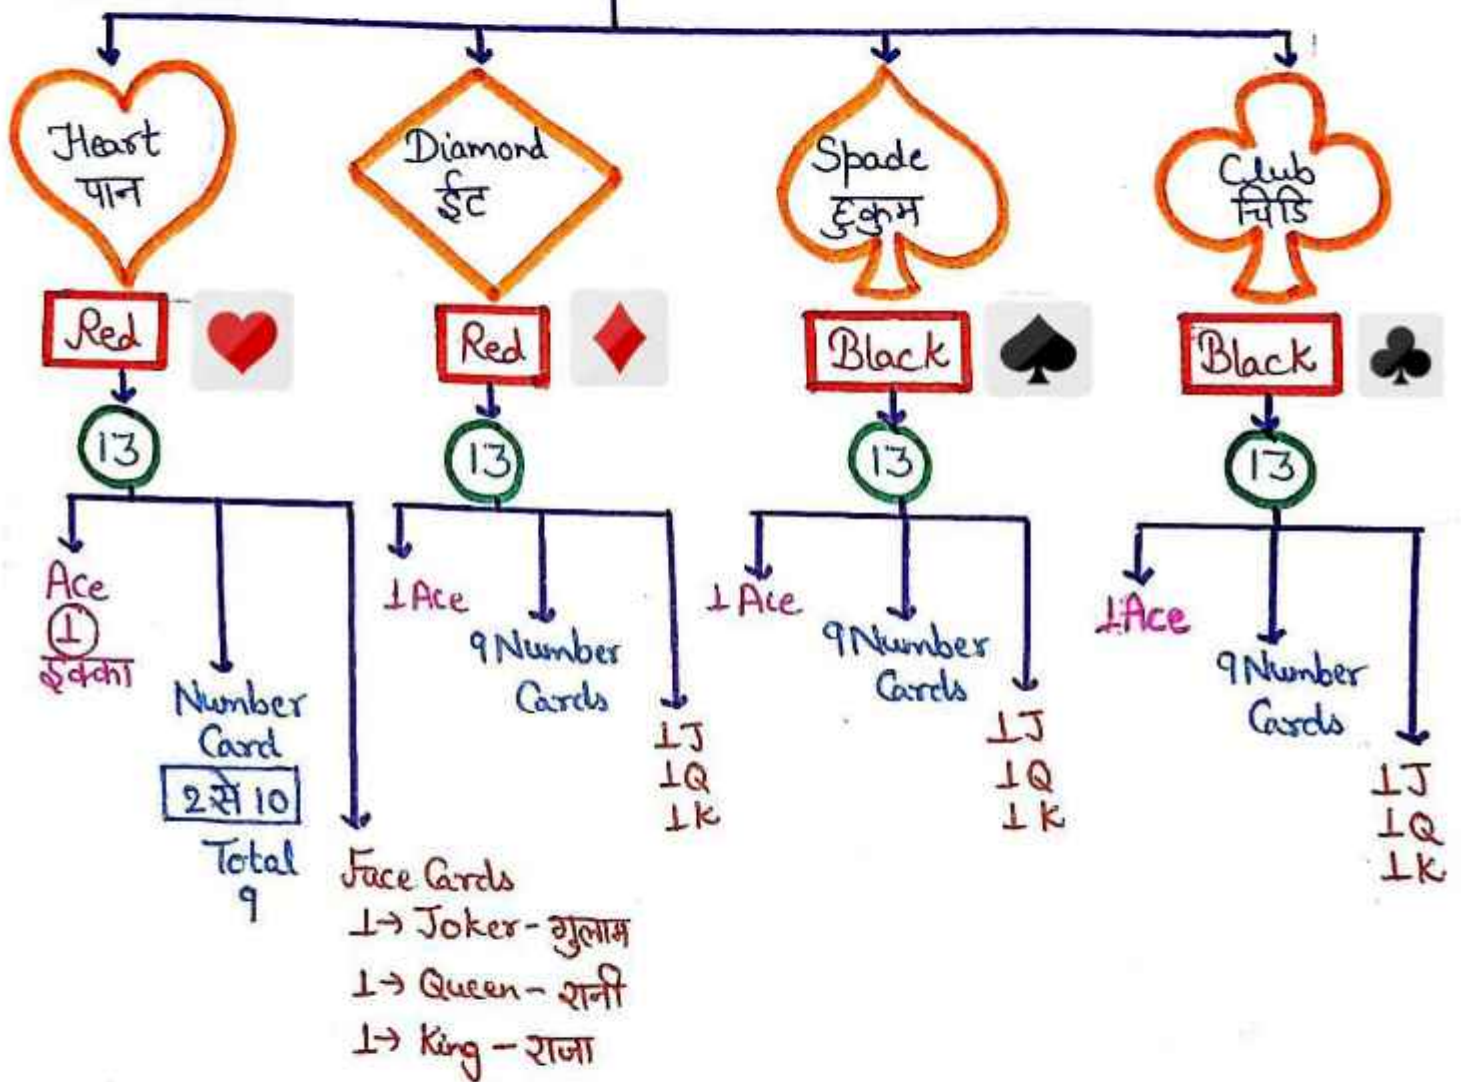 Heart
पान
Diamond
ईट
Spade
हुकुम
Club
चिडि
Red
Red
Black
Black
13
13
13
13
Ace
1
इक्का
Number
Card
2 से 10
Total
9
Face Cards
1→ Joker - गुलाम
1→ Queen - रानी
1→ King - राजा
1 Ace
9 Number
Cards
1J
1Q
1K
1 Ace
9 Number
Cards
1J
1Q
1K
1 Ace
9 Number
Cards
1J
1Q
1K